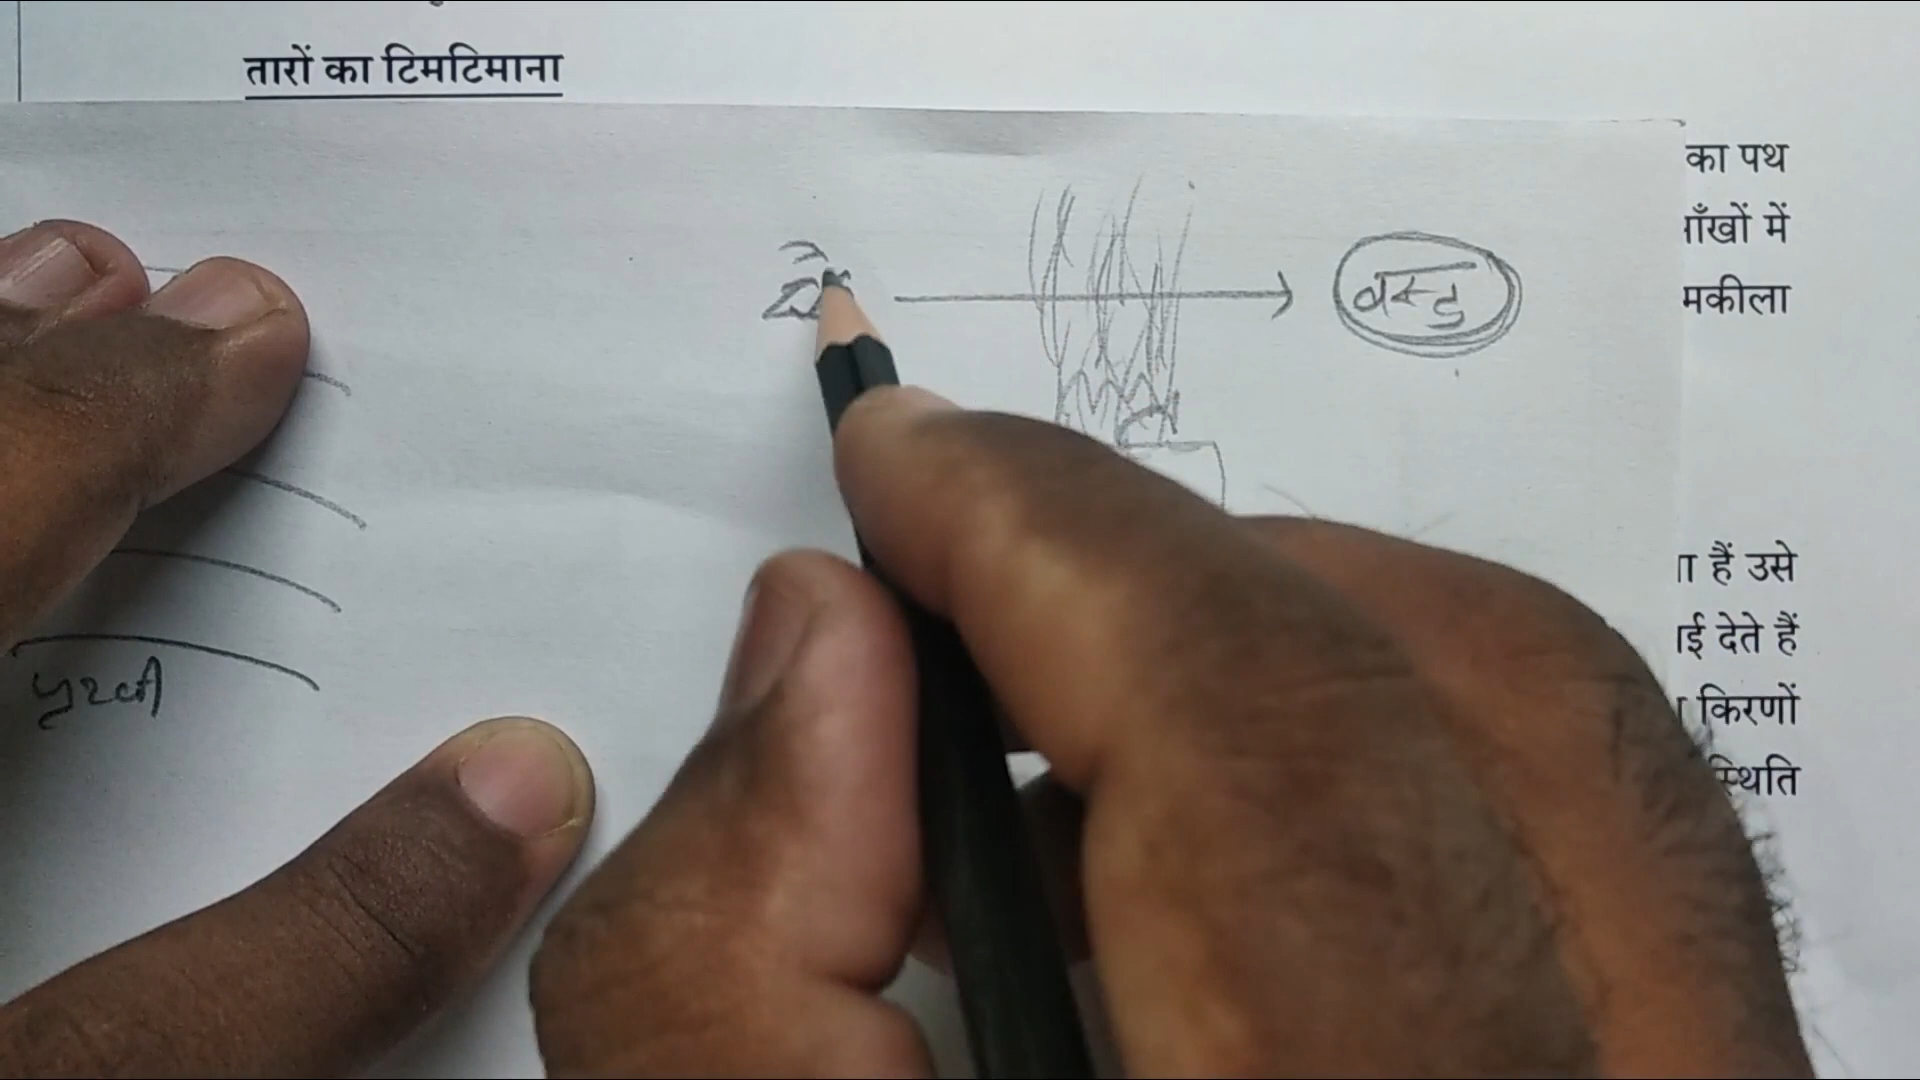 तारों का टिमटिमाना
का पथ
आँखों में
मकीला
वस्तु
हैं उसे
देते हैं
किरणों
स्थिति
पृथ्वी